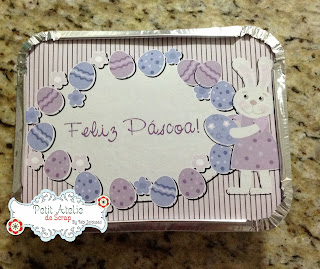 Feliz Páscoa!
Petit Atelie
de Scrap